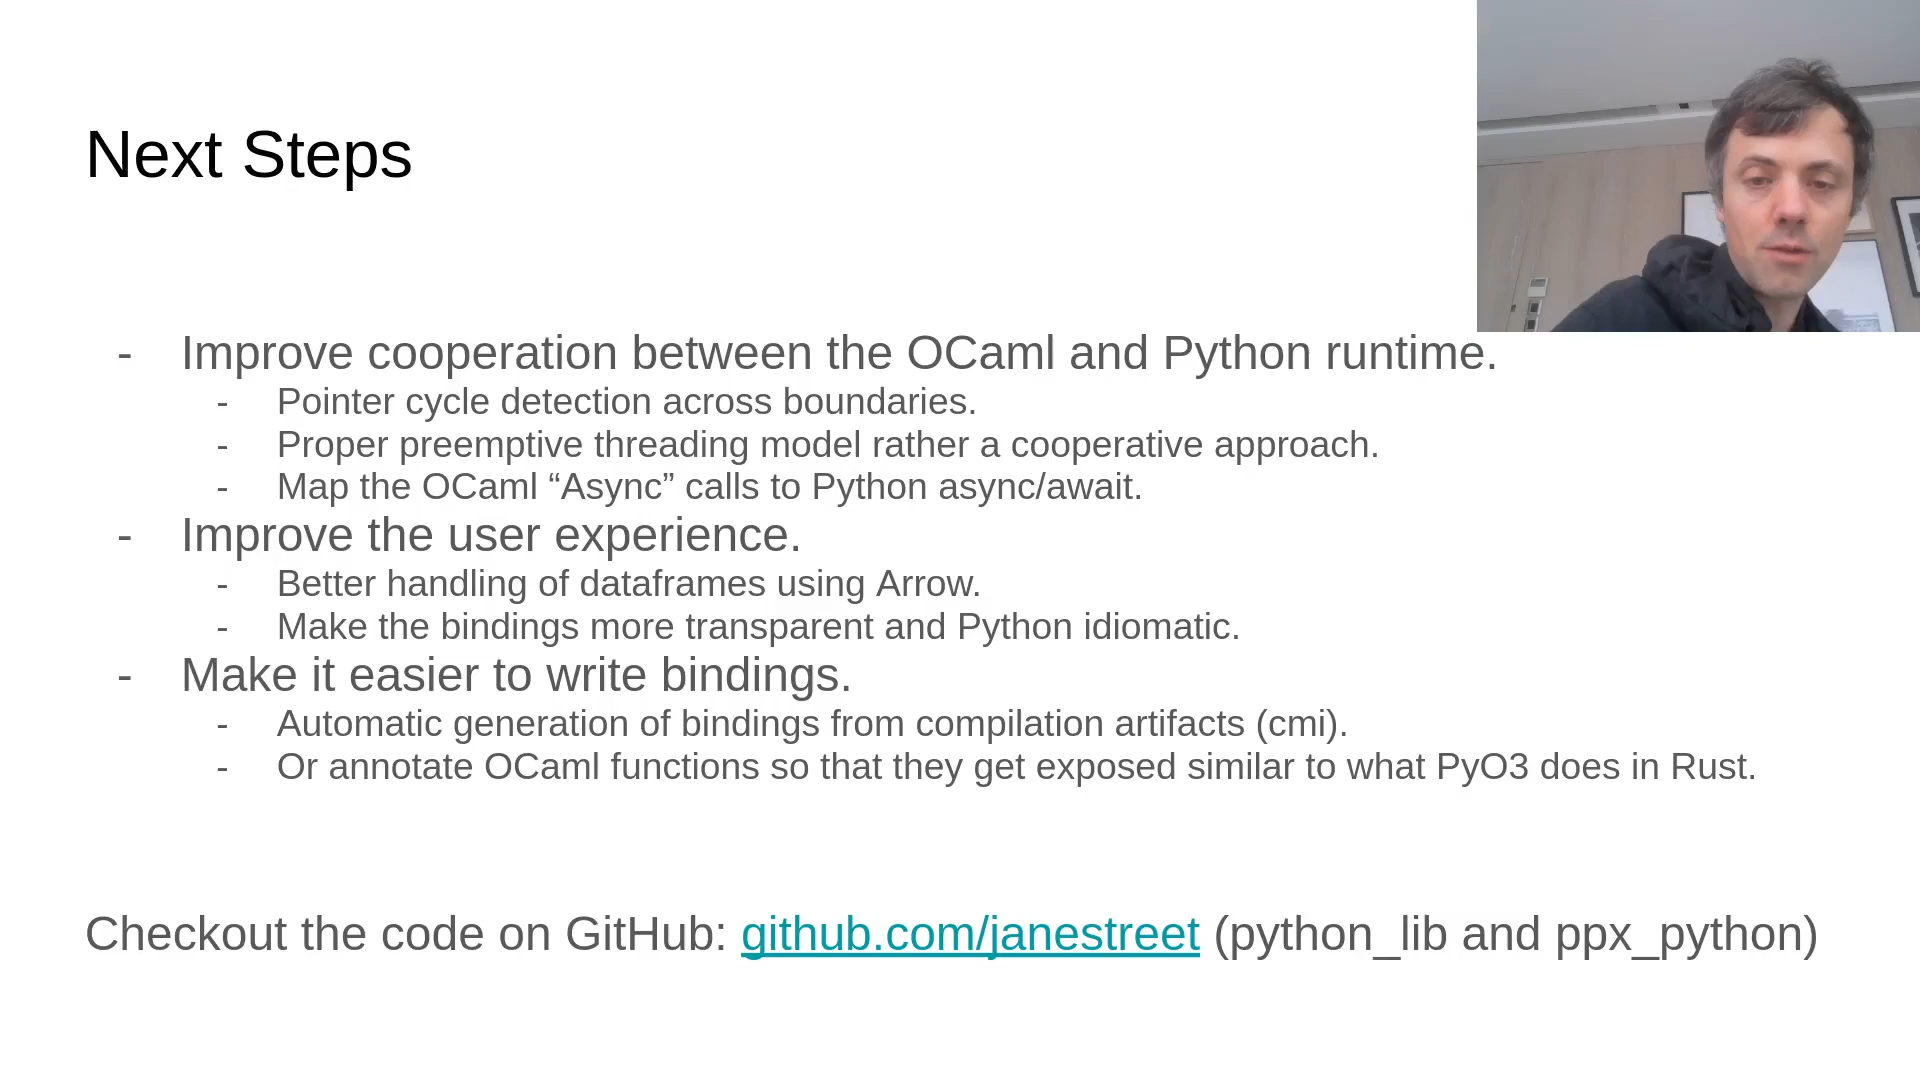 Next Steps
- Improve cooperation between the OCaml and Python runtime.
- Pointer cycle detection across boundaries.
- Proper preemptive threading model rather a cooperative approach.
- Map the OCaml “Async” calls to Python async/await.
- Improve the user experience.
- Better handling of dataframes using Arrow.
- Make the bindings more transparent and Python idiomatic.
- Make it easier to write bindings.
- Automatic generation of bindings from compilation artifacts (cmi).
- Or annotate OCaml functions so that they get exposed similar to what PyO3 does in Rust.
Checkout the code on GitHub: github.com/janestreet (python_lib and ppx_python)